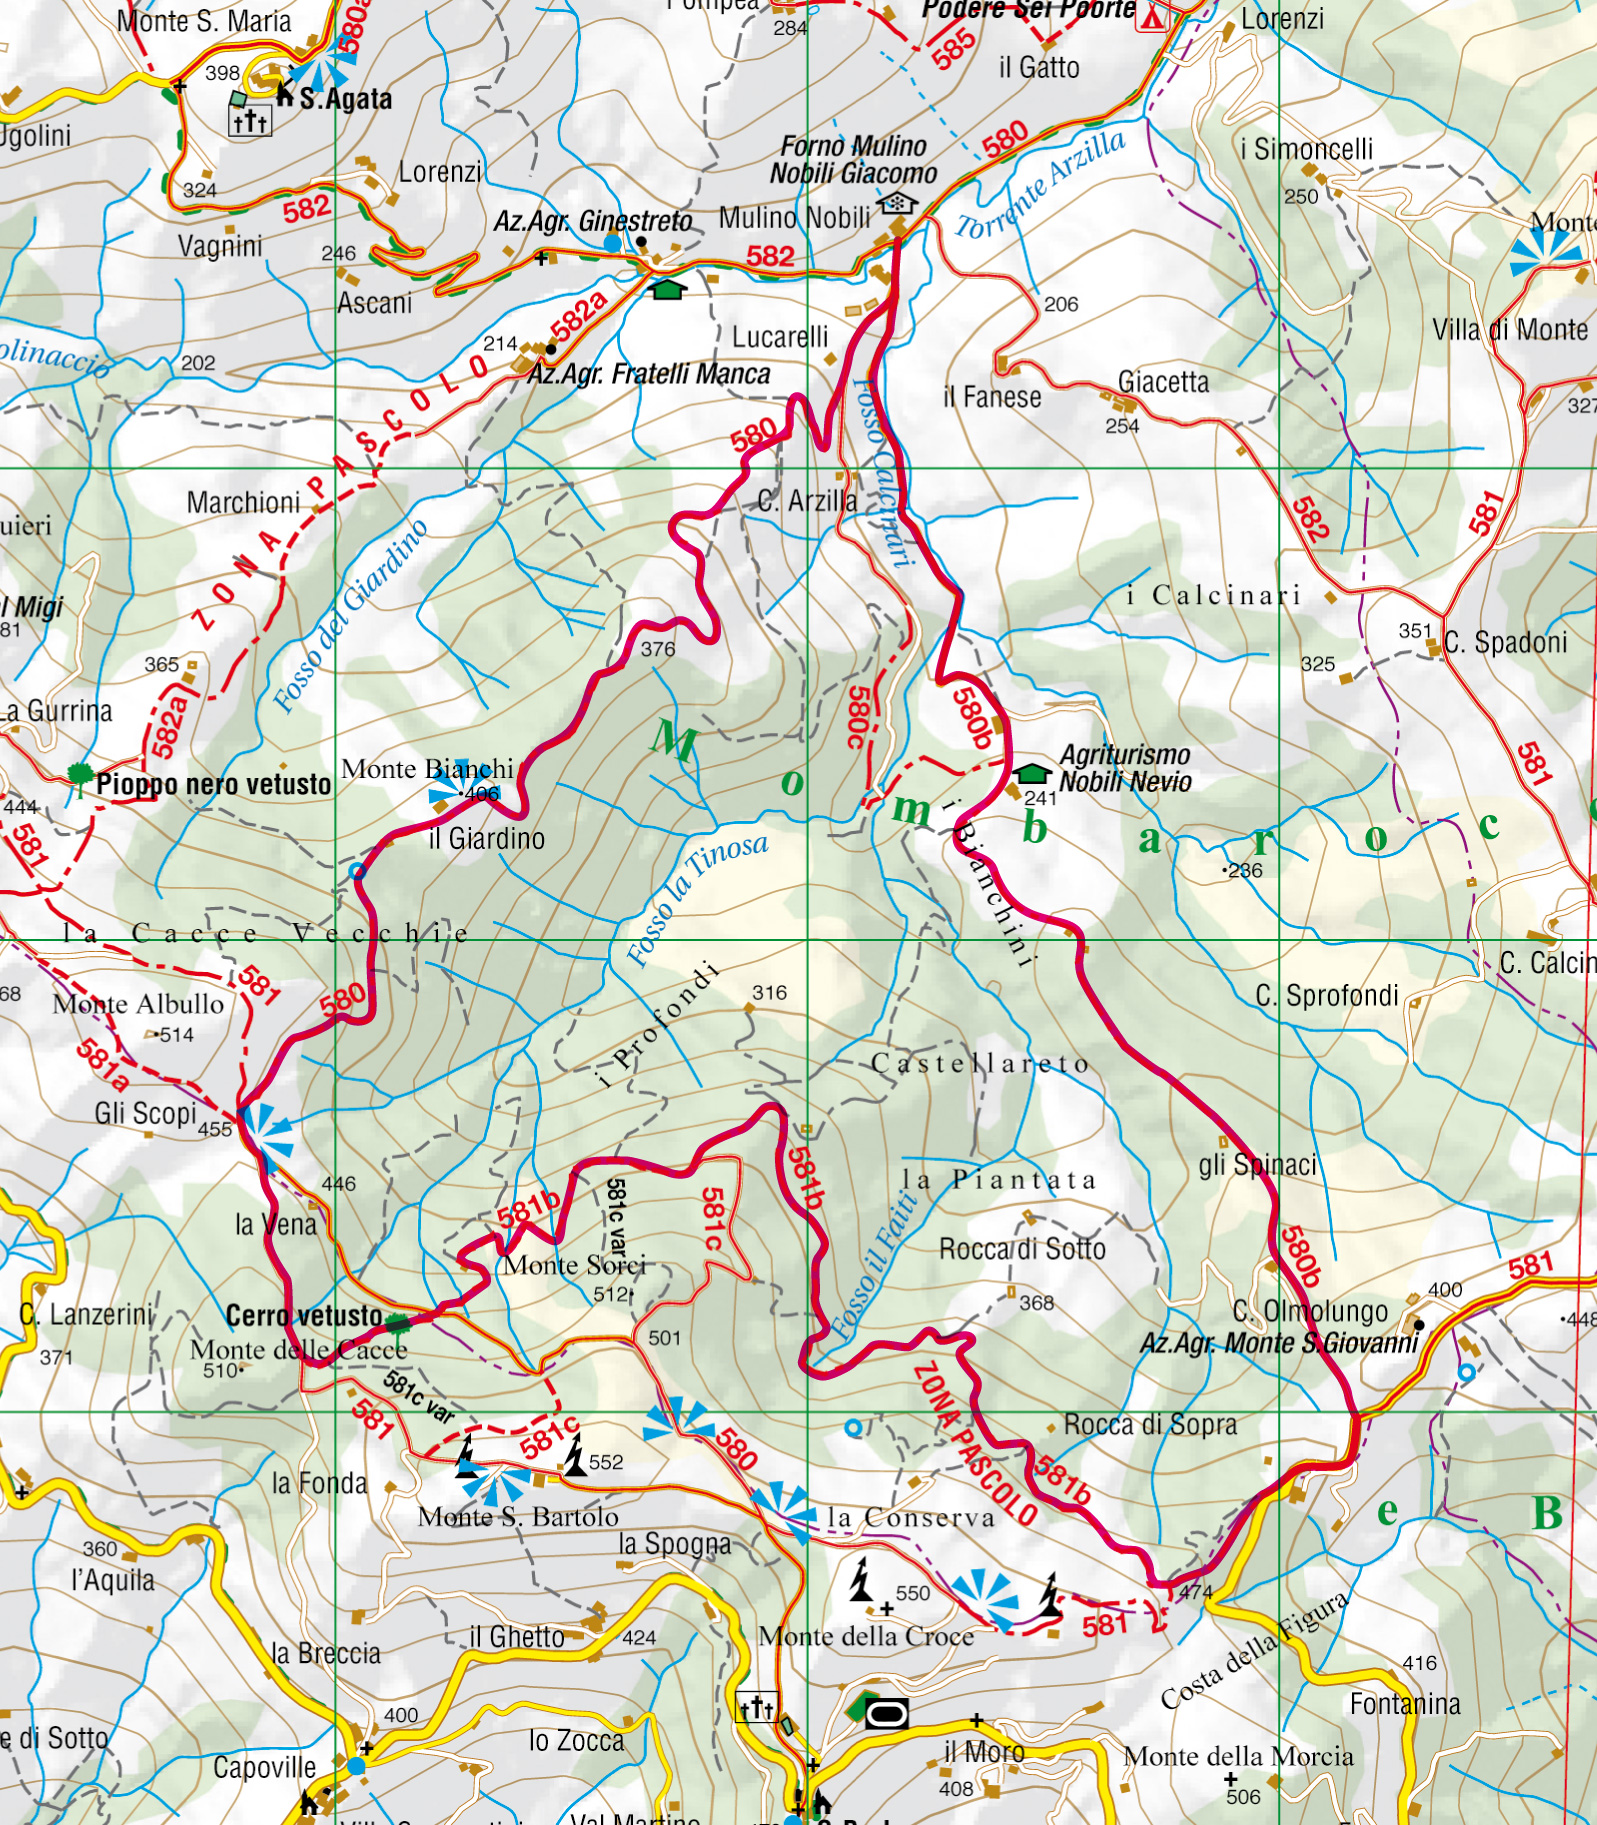 Monte S. Maria
580a
284
Podere Sei Poorte
585
Lorenzi
il Gatto
398
S.Agata
324
Lorenzi
582
Vagnini
246
Ascani
Az.Agr. Ginestreto
Forno Mulino
Nobili Giacomo
Mulino Nobili
582
580
Torrente Arzilla
i Simoncelli
250
Monte
Villa di Monte
327
206
582a
214
Az.Agr. Fratelli Manca
Lucarelli
202
il Fanese
Giacetta
254
580
Fosso Calcinari
C. Arzilla
ZONA PASCOLO
Marchioni
Fosso del Giardino
582
581
i Calcinari
351
C. Spadoni
325
365
376
582a
La Gurrina
580c
580b
581
Pioppo nero vetusto
444
Monte Bianchi
406
il Giardino
Agriturismo
Nobili Nevio
241
M o m b a r o c
i Bianchini
236
581
Fosso la Tinosa
la Cacce Vecchie
581
580
68
Monte Albullo
514
581a
i Profondi
316
C. Sprofondi
Castellareto
Gli Scopi
455
446
la Vena
581b
581c var
581c
581b
la Piantata
gli Spinaci
Fosso il Faiti
Rocca di Sotto
368
580b
Monte Sorci
512
C. Lanzerini
371
Cerro vetusto
Monte delle Cacce
510
501
581
400
448
C. Olmolungo
Az.Agr. Monte S.Giovanni
581c var
581
581c
580
552
ZONA PASCOLO
581b
Rocca di Sopra
la Fonda
Monte S. Bartolo
la Spogna
la Conserva
e B
360
l'Aquila
550
Monte della Croce
581
474
Costa della Figura
la Breccia
il Ghetto
424
416
Fontanina
400
Capoville
lo Zocca
il Moro
408
Monte della Morcia
506
e di Sotto